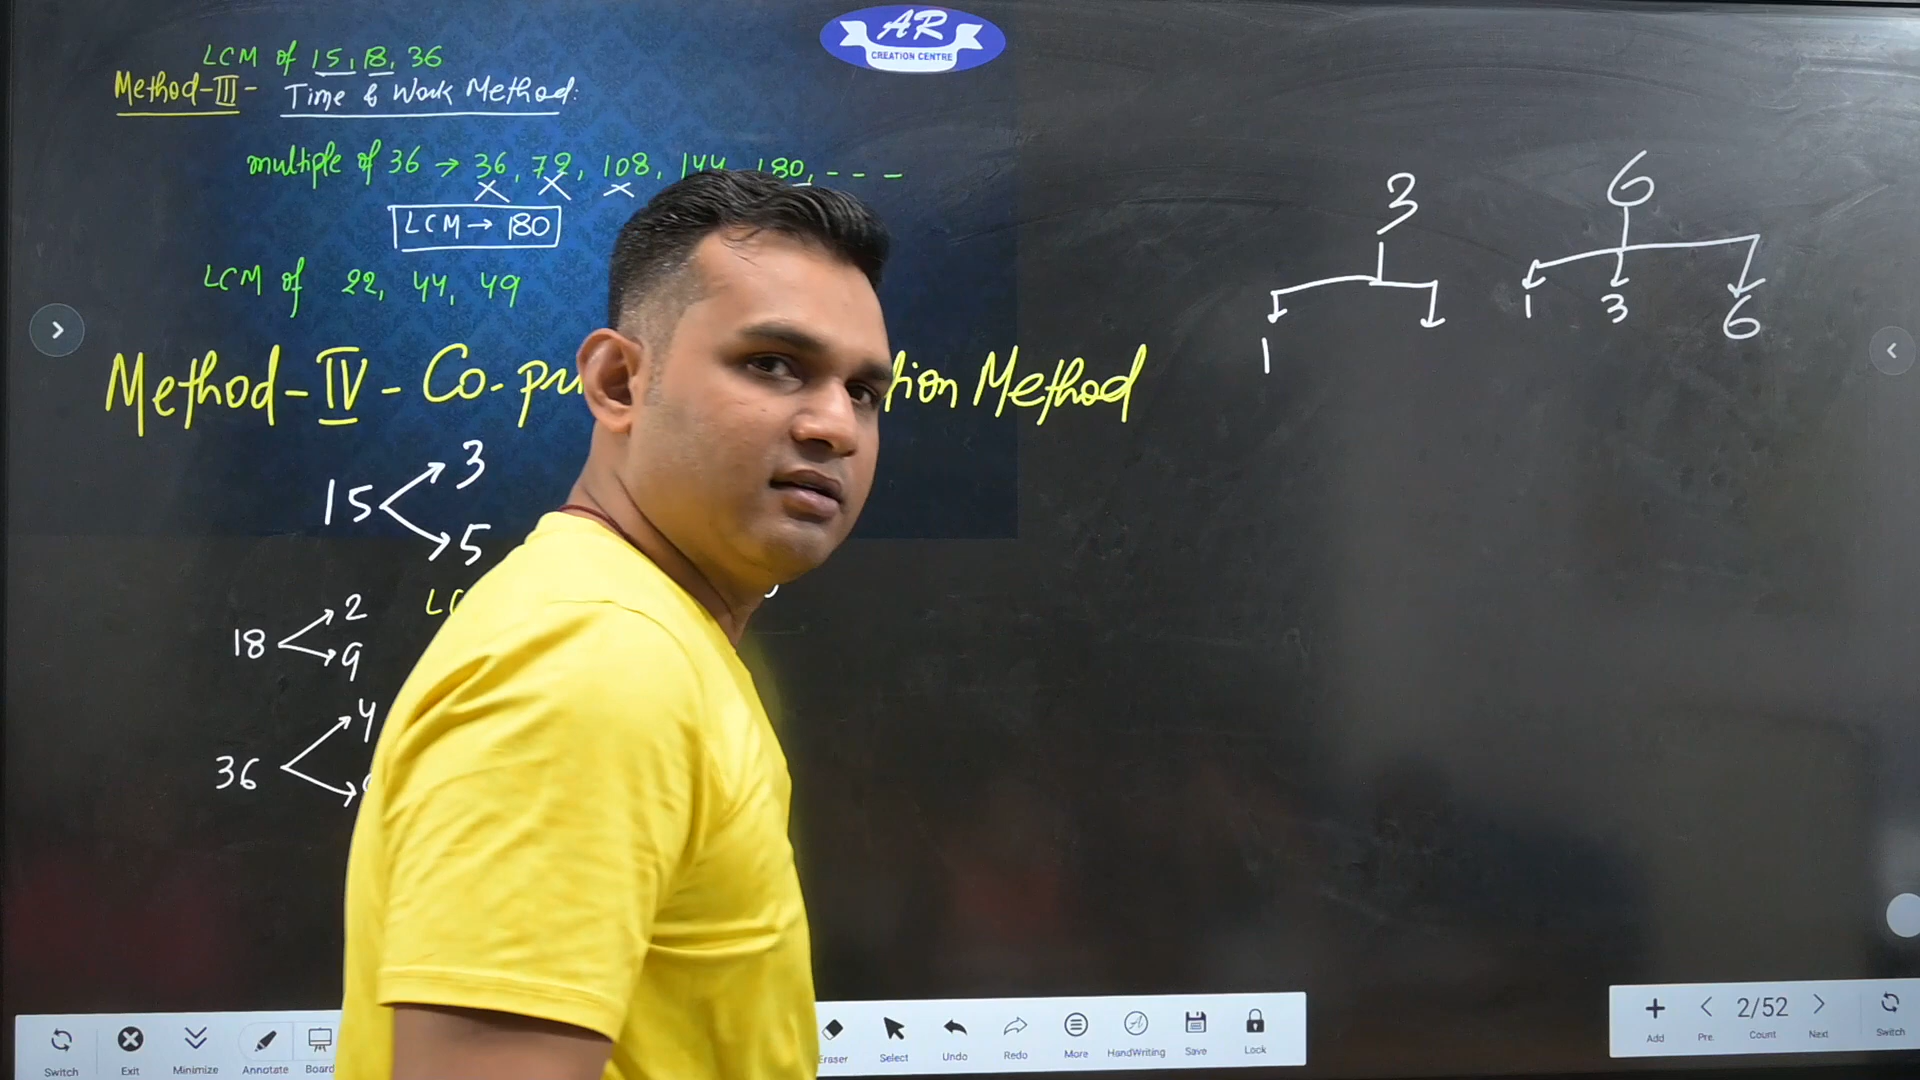 AR
CREATION CENTRE
LCM of 15, 18, 36
Method-III- Time & Work Method:
multiple of 36 → 36, 72, 108, 144, 180, - - -
LCM → 180
LCM of 22, 44, 49
Method-IV - Co- Method
15 3
5
18 2
9
36 4
3
1
6
1 3 6
Switch Exit Minimize Annotate Board Eraser Select Undo Redo More HandWriting Save Lock
Add Pre. 2/52 Count Next Switch